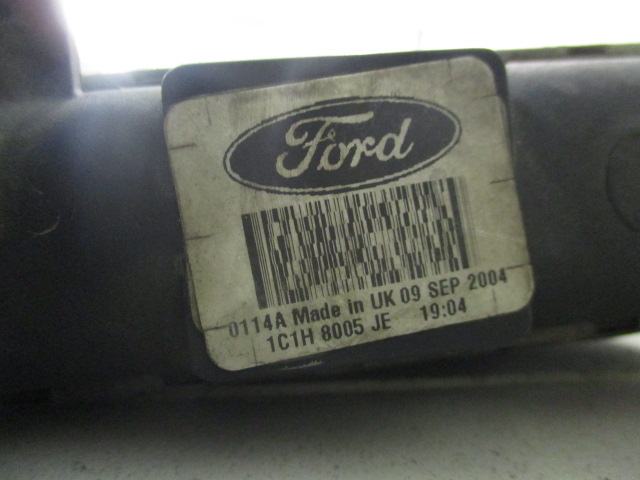 Ford
0114A Made in UK 09 SEP 2004
1C1H 8005 JE 19:04